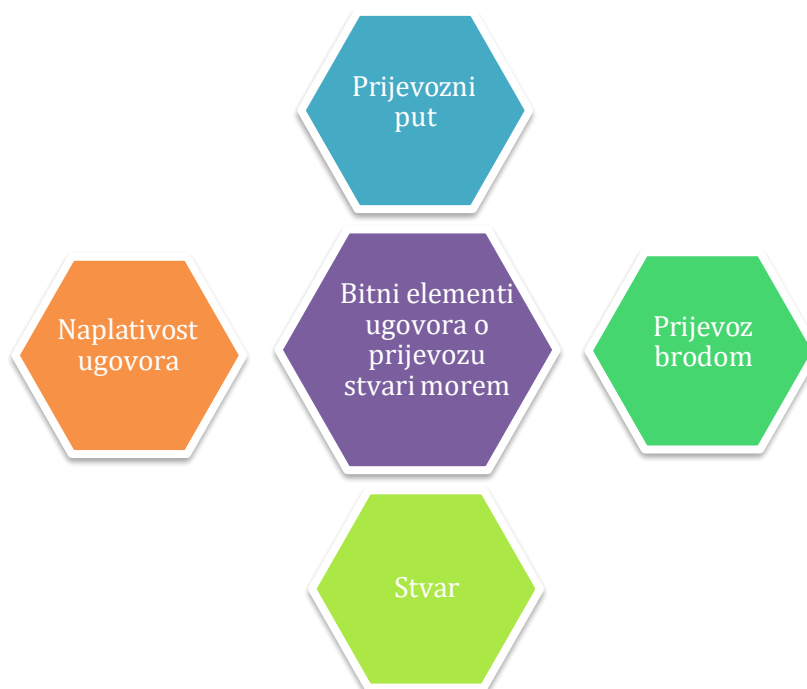 Prijevozni
put
Naplativost
ugovora
Bitni elementi
ugovora o
prijevozu
stvari morem
Prijevoz
brodom
Stvar